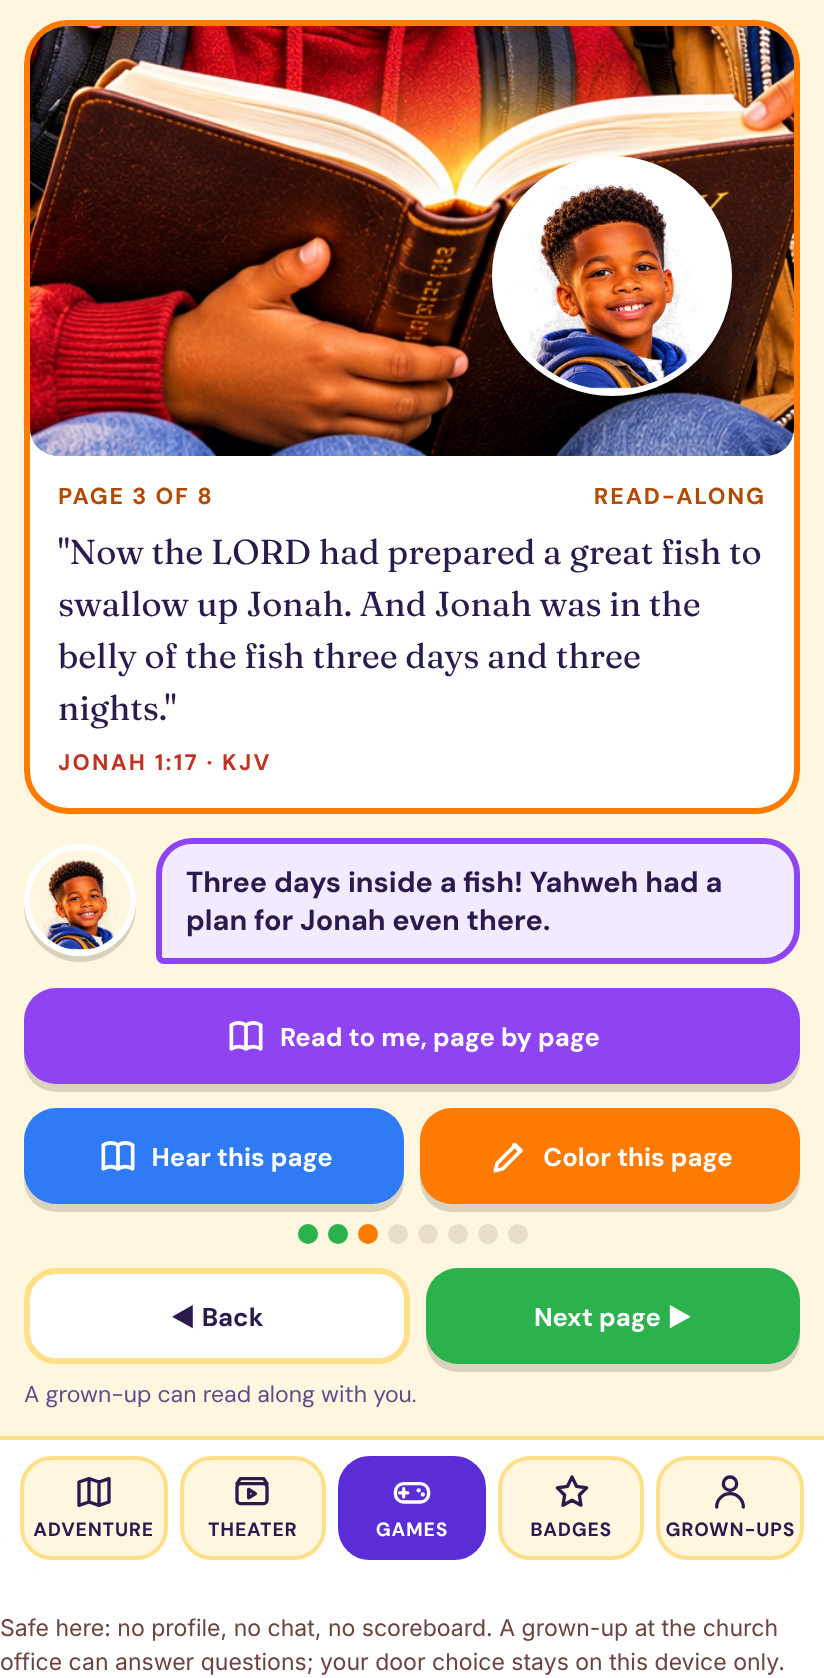 PAGE 3 OF 8
READ-ALONG
"Now the LORD had prepared a great fish to
swallow up Jonah. And Jonah was in the
belly of the fish three days and three
nights."
JONAH 1:17 · KJV
Three days inside a fish! Yahweh had a
plan for Jonah even there.
Read to me, page by page
Hear this page
Color this page
◀ Back
Next page ▶
A grown-up can read along with you.
ADVENTURE
THEATER
GAMES
BADGES
GROWN-UPS
Safe here: no profile, no chat, no scoreboard. A grown-up at the church
office can answer questions; your door choice stays on this device only.